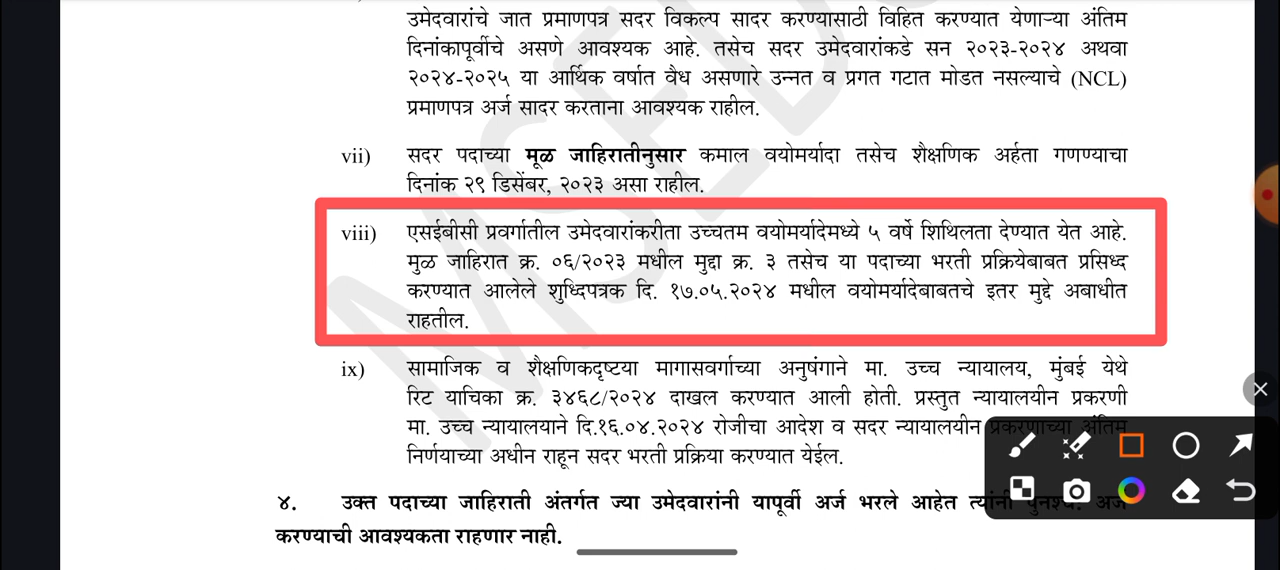 उमेदवारांचे जात प्रमाणपत्र सदर विकल्प सादर करण्यासाठी विहित करण्यात येणाऱ्या अंतिम
दिनांकापूर्वीचे असणे आवश्यक आहे. तसेच सदर उमेदवारांकडे सन २०२३-२०२४ अथवा
२०२४-२०२५ या आर्थिक वर्षात वैध असणारे उन्नत व प्रगत गटात मोडत नसल्याचे (NCL)
प्रमाणपत्र अर्ज सादर करताना आवश्यक राहील.
vii) सदर पदाच्या मूळ जाहिरातीनुसार कमाल वयोमर्यादा तसेच शैक्षणिक अर्हता गणण्याचा
दिनांक २९ डिसेंबर, २०२३ असा राहील.
viii) एसईबीसी प्रवर्गातील उमेदवारांकरीता उच्चतम वयोमर्यादेमध्ये ५ वर्षे शिथिलता देण्यात येत आहे.
मुळ जाहिरात क्र. ०६/२०२३ मधील मुद्दा क्र. ३ तसेच या पदाच्या भरती प्रक्रियेबाबत प्रसिध्द
करण्यात आलेले शुध्दिपत्रक दि. १७.०५.२०२४ मधील वयोमर्यादेबाबतचे इतर मुद्दे अबाधीत
राहतील.
ix) सामाजिक व शैक्षणिकदृष्टया मागासवर्गाच्या अनुषंगाने मा. उच्च न्यायालय, मुंबई येथे
रिट याचिका क्र. ३४६८/२०२४ दाखल करण्यात आली होती. प्रस्तुत न्यायालयीन प्रकरणी
मा. उच्च न्यायालयाने दि.१६.०४.२०२४ रोजीचा आदेश व सदर न्यायालयीन प्रकरणाच्या अंतिम
निर्णयाच्या अधीन राहून सदर भरती प्रक्रिया करण्यात येईल.
४. उक्त पदाच्या जाहिराती अंतर्गत ज्या उमेदवारांनी यापूर्वी अर्ज भरले आहेत त्यांनी पुनश्च: अर्ज
करण्याची आवश्यकता राहणार नाही.